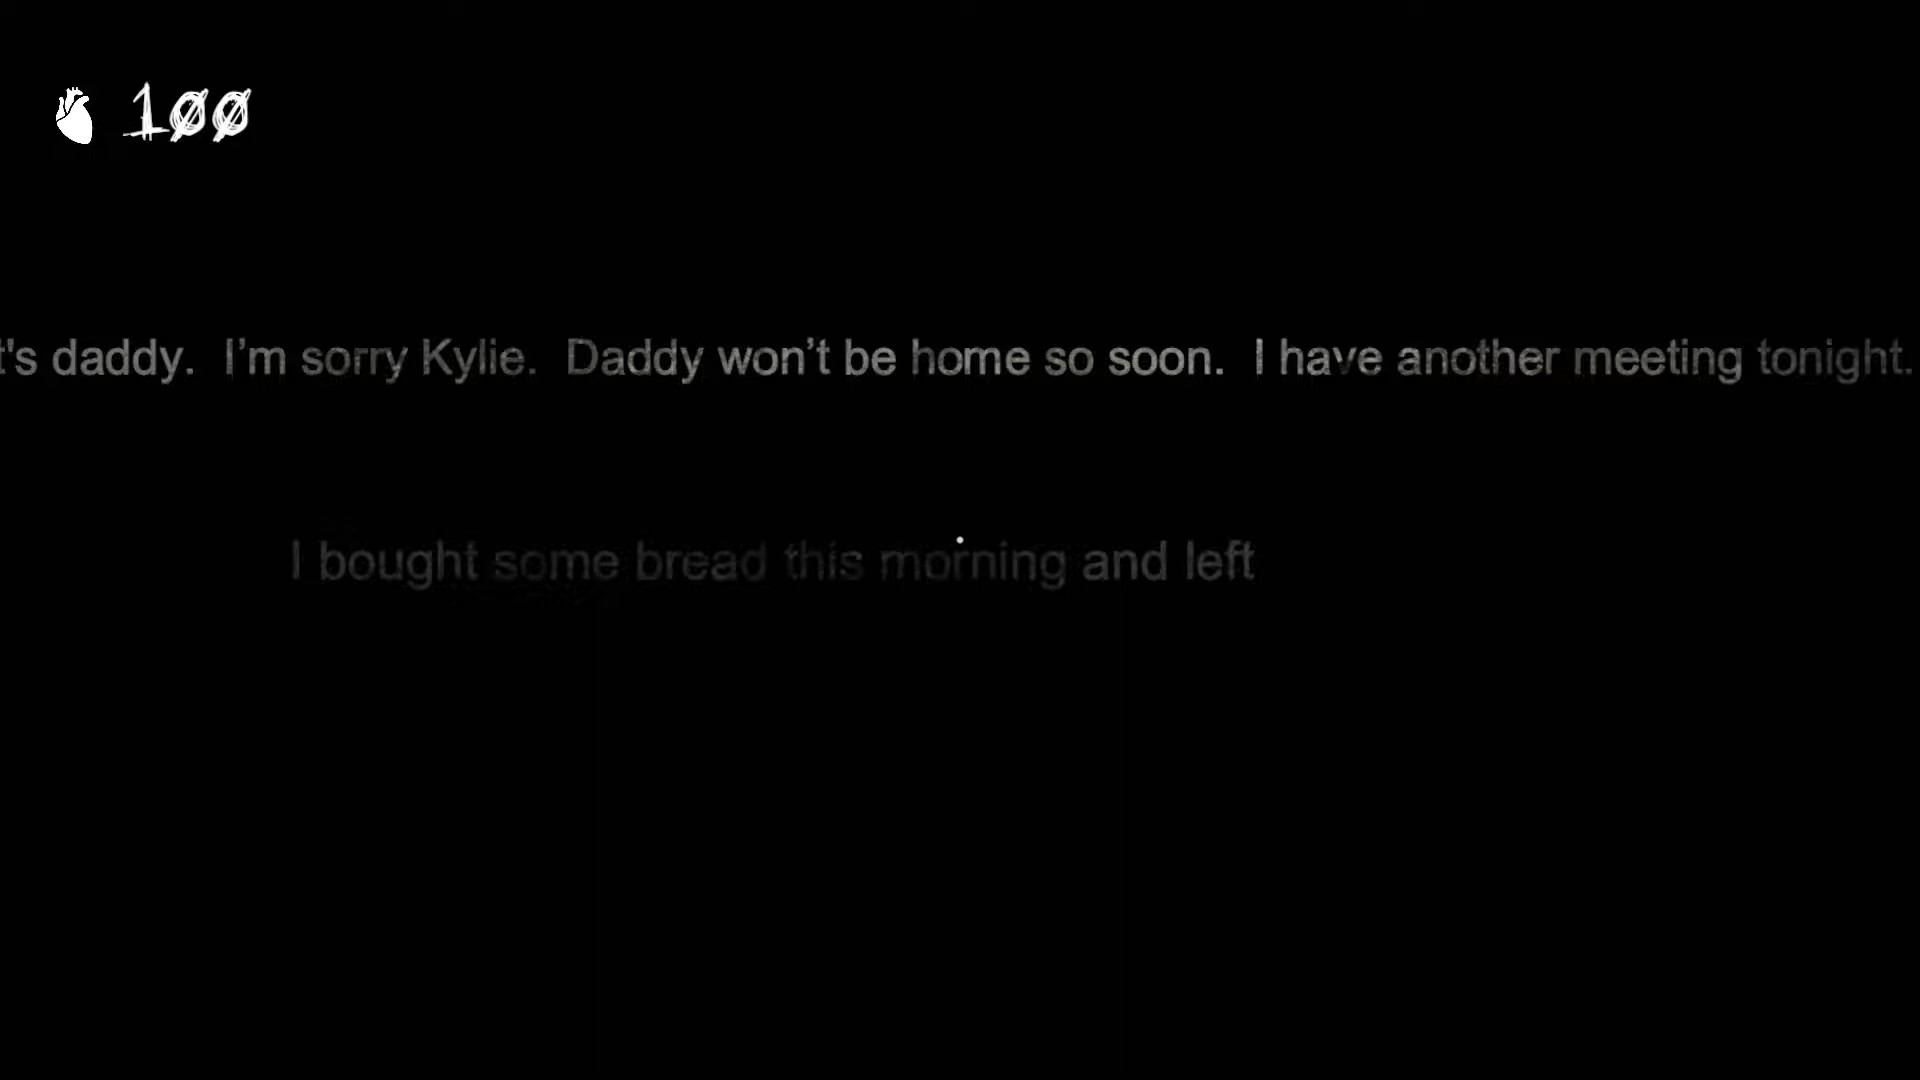 100
t's daddy.  I'm sorry Kylie.  Daddy won't be home so soon.  I have another meeting tonight.
I bought some bread this morning and left